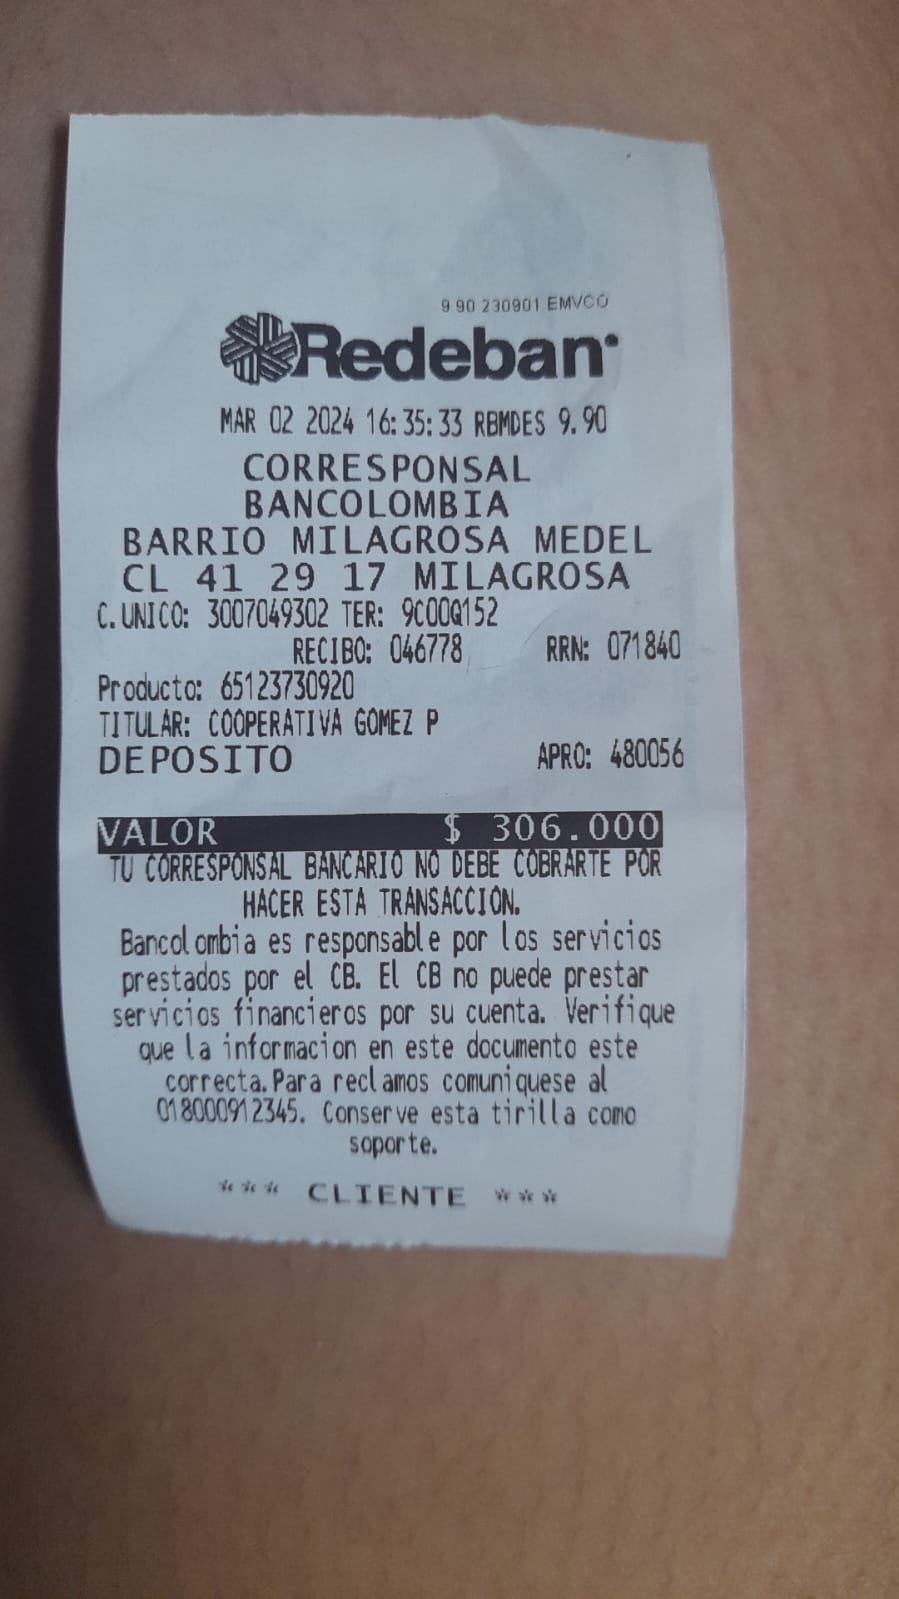 9 90 230901 EMVCO
Redeban
MAR 02 2024 16:35:33 RBMDES 9.90
CORRESPONSAL
BANCOLOMBIA
BARRIO MILAGROSA MEDEL
CL 41 29 17 MILAGROSA
C. UNICO: 3007049302 TER: 9C00Q152
RECIBO: 046778 RRN: 071840
Producto: 65123730920
TITULAR: COOPERATIVA GOMEZ P
DEPOSITO APRO: 480056
VALOR $ 306.000
TU CORRESPONSAL BANCARIO NO DEBE COBRARTE POR
HACER ESTA TRANSACCION.
Bancolombia es responsable por los servicios
prestados por el CB. El CB no puede prestar
servicios financieros por su cuenta. Verifique
que la informacion en este documento este
correcta. Para reclamos comuniquese al
018000912345. Conserve esta tirilla como
soporte.
*** CLIENTE ***